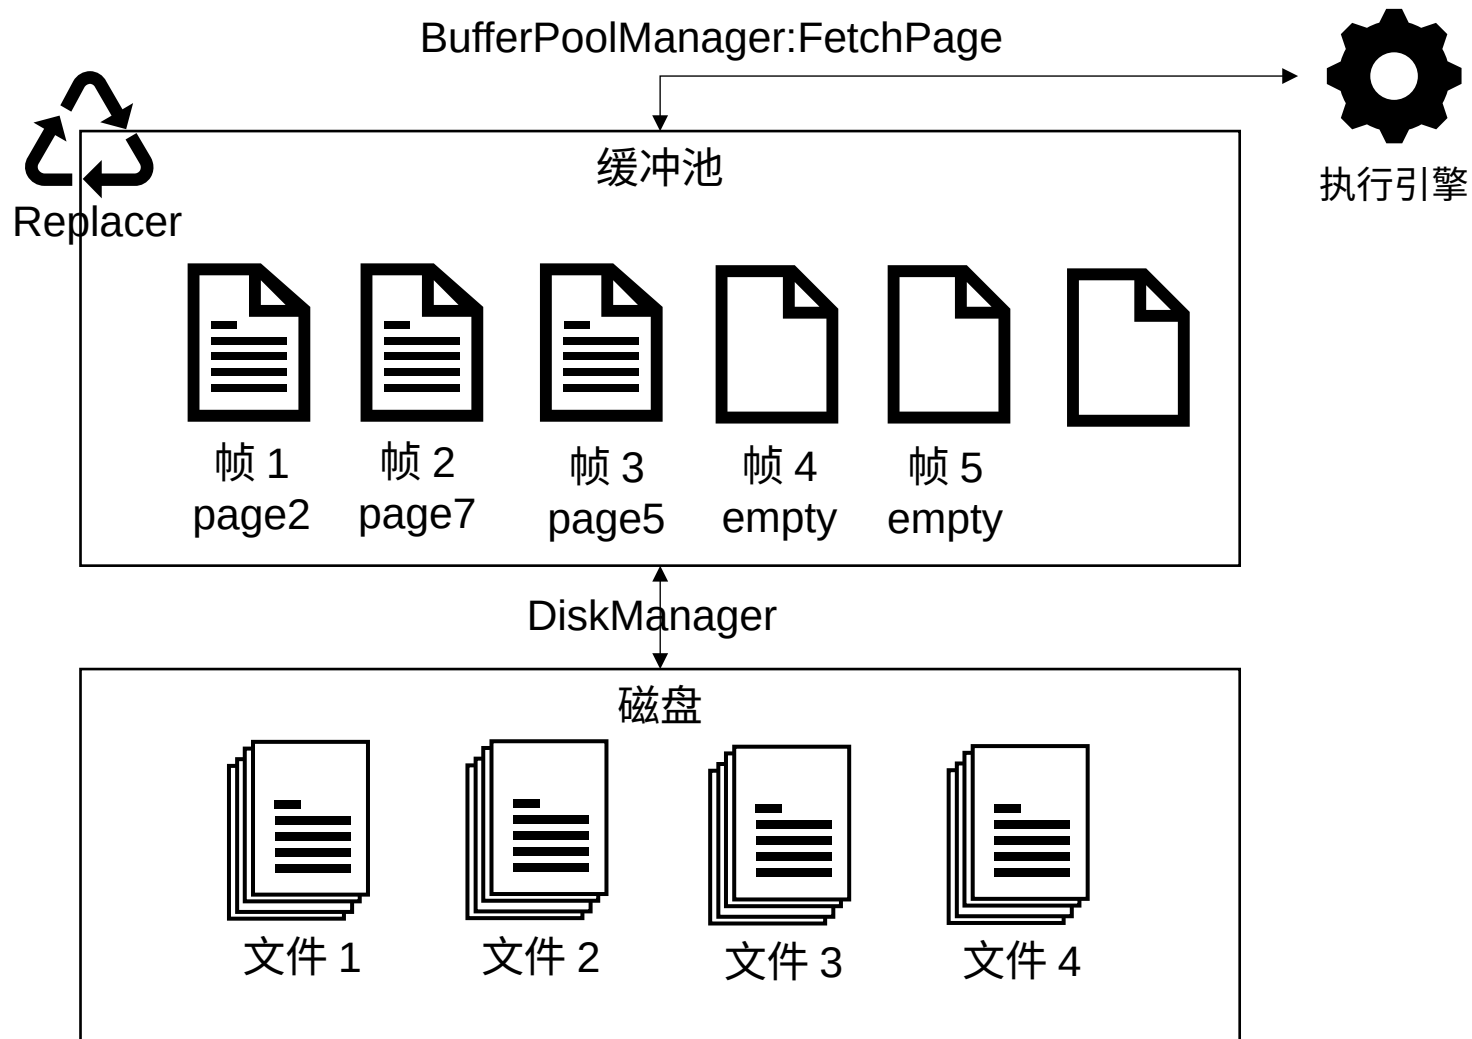 BufferPoolManager:FetchPage
缓冲池
Replacer
执行引擎
帧 1
page2
帧 2
page7
帧 3
page5
帧 4
empty
帧 5
empty
DiskManager
磁盘
文件 1
文件 2
文件 3
文件 4